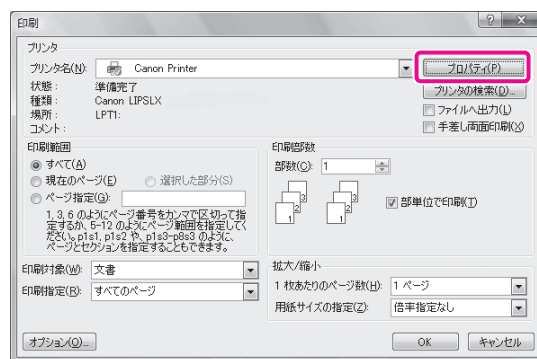 印刷
プリンタ
プリンタ名(N): Canon Printer プロパティ(P)
状態: 準備完了 プリンタの検索(D)...
種類: Canon LIPSLX
場所: LPT1: ファイルへ出力(L)
コメント: 手差し両面印刷(X)
印刷範囲
すべて(A)
現在のページ(E) 選択した部分(S)
ページ指定(G):
1, 3, 6 のようにページ番号をカンマで区切って指
定するか、5-12 のようにページ範囲を指定してく
ださい。p1s1, p1s2 や、p1s3-p8s3 のように、
ページとセクションを指定することもできます。
印刷部数
部数(C): 1
1 2 3 1 2 3 部単位で印刷(T)
印刷対象(W): 文書
印刷指定(R): すべてのページ
拡大/縮小
1 枚あたりのページ数(H): 1 ページ
用紙サイズの指定(Z): 倍率指定なし
オプション(O)... OK キャンセル